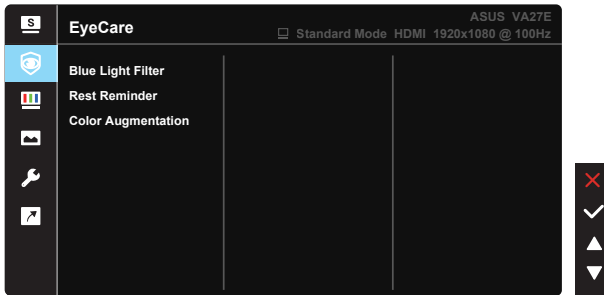 S
EyeCare
ASUS VA27E
Standard Mode HDMI 1920x1080 @ 100Hz
Blue Light Filter
Rest Reminder
Color Augmentation